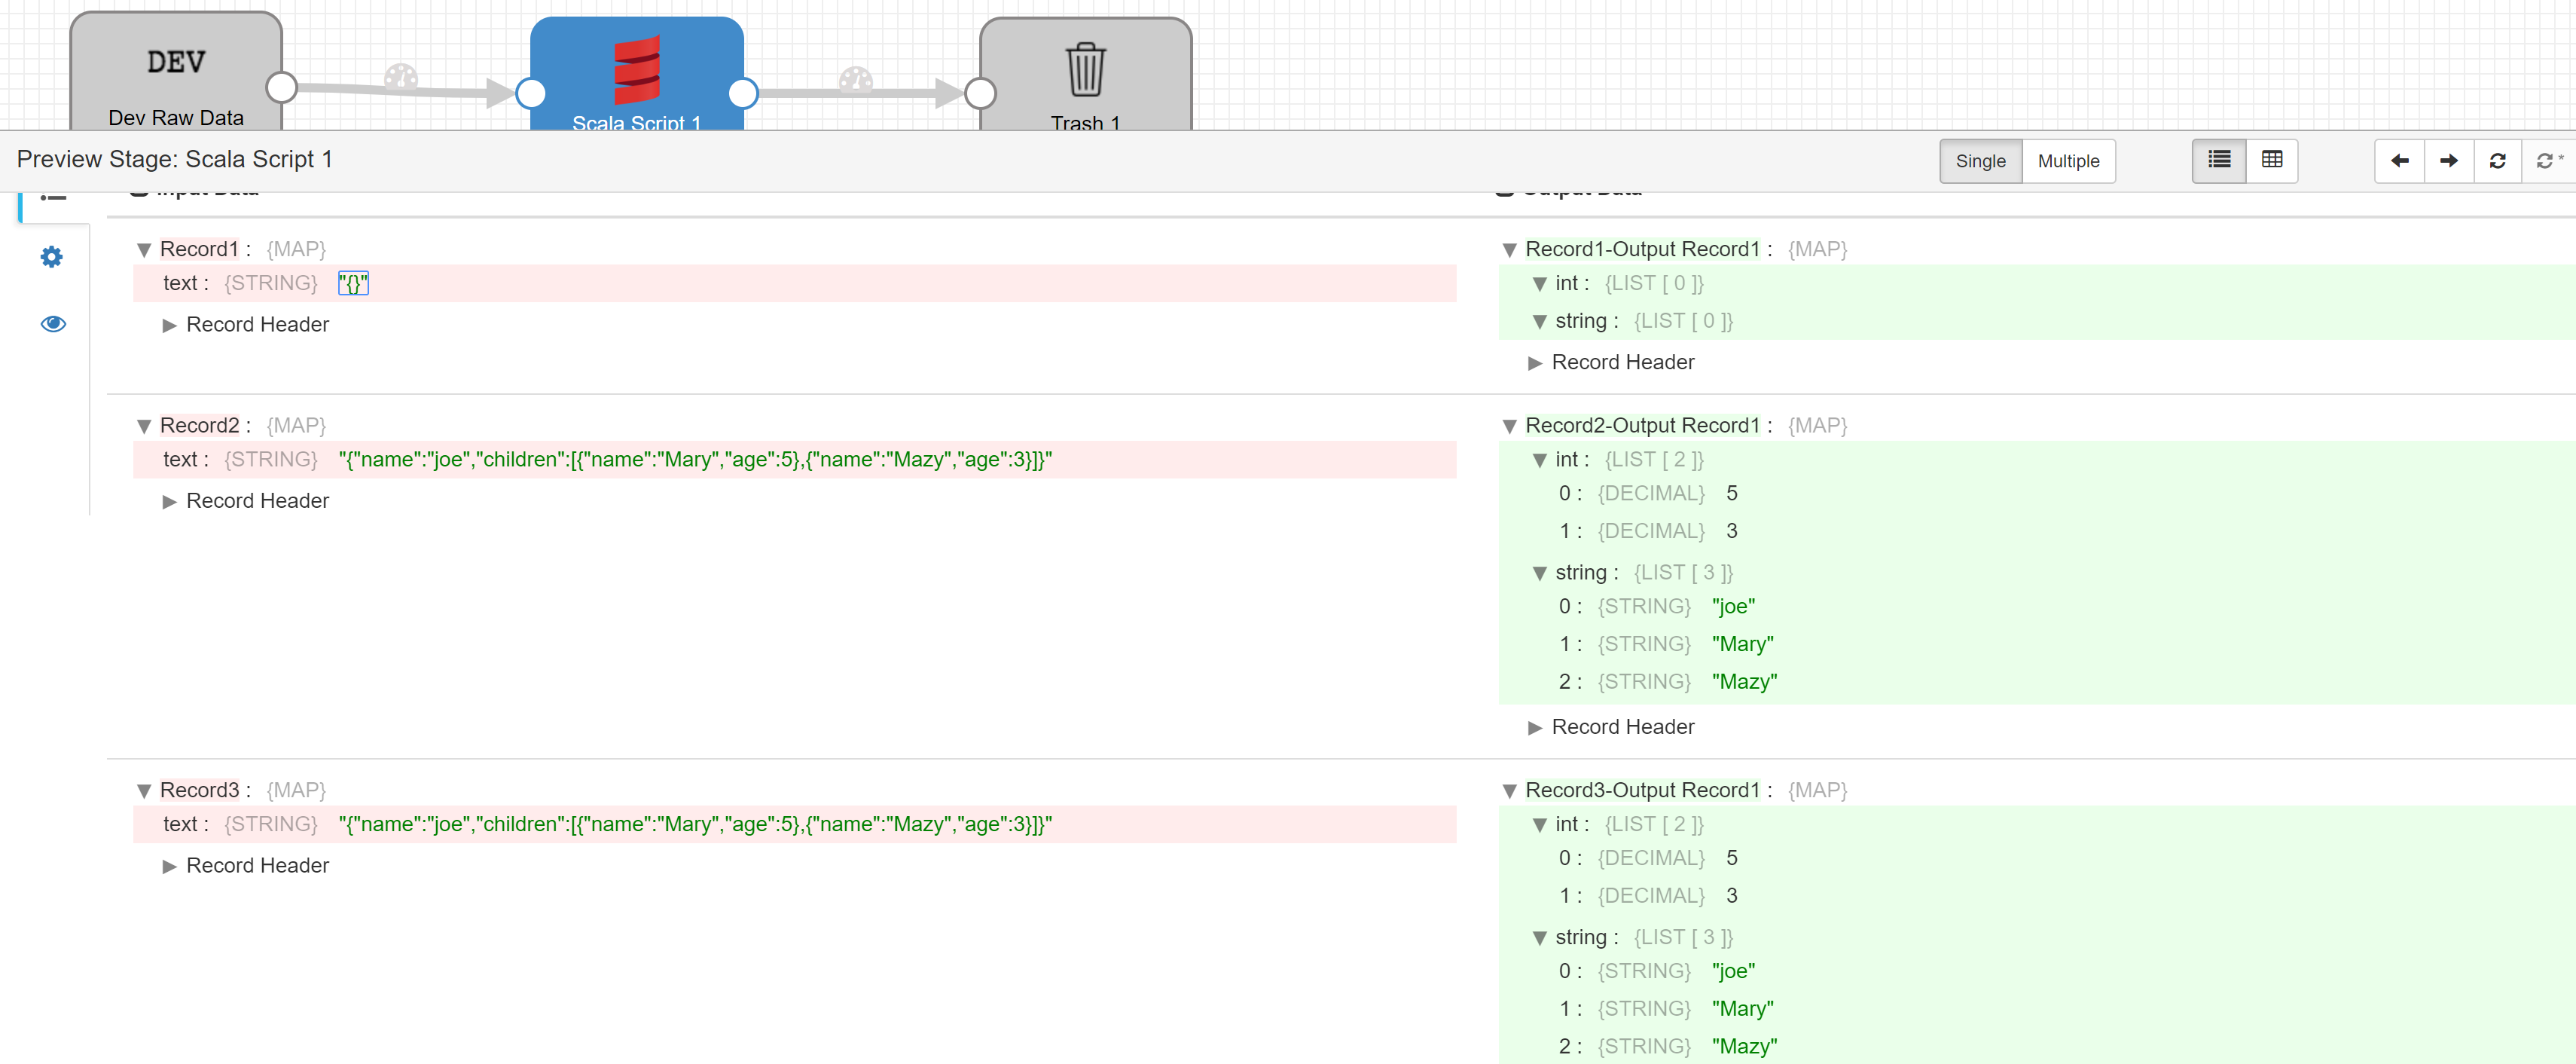 DEV
Dev Raw Data
Scala Script 1
Trash 1
Preview Stage: Scala Script 1
Single
Multiple
*
Input Data
Output Data
Record1 : {MAP}
text : {STRING} "{}"
Record Header
Record1-Output Record1 : {MAP}
int : {LIST [ 0 ]}
string : {LIST [ 0 ]}
Record Header
Record2 : {MAP}
text : {STRING} "{"name":"joe","children":[{"name":"Mary","age":5},{"name":"Mazy","age":3}]}"
Record Header
Record2-Output Record1 : {MAP}
int : {LIST [ 2 ]}
0 : {DECIMAL} 5
1 : {DECIMAL} 3
string : {LIST [ 3 ]}
0 : {STRING} "joe"
1 : {STRING} "Mary"
2 : {STRING} "Mazy"
Record Header
Record3 : {MAP}
text : {STRING} "{"name":"joe","children":[{"name":"Mary","age":5},{"name":"Mazy","age":3}]}"
Record Header
Record3-Output Record1 : {MAP}
int : {LIST [ 2 ]}
0 : {DECIMAL} 5
1 : {DECIMAL} 3
string : {LIST [ 3 ]}
0 : {STRING} "joe"
1 : {STRING} "Mary"
2 : {STRING} "Mazy"